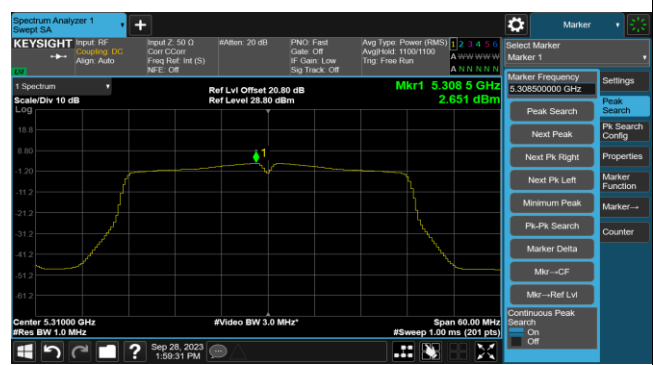 Spectrum Analyzer 1
Swept SA
Marker
KEYSIGHT
Input: RF
Coupling: DC
Align: Auto
Input Z: 50 Ω
Corr CCorr
Freq Ref: Int (S)
NFE: Off
#Atten: 20 dB
PNO: Fast
Gate: Off
IF Gain: Low
Sig Track: Off
Avg Type: Power (RMS)
Avg|Hold: 1100/1100
Trig: Free Run
1 2 3 4 5 6
A W W W W W
A N N N N N
Select Marker
Marker 1
1 Spectrum
Scale/Div 10 dB
Log
Ref Lvl Offset 20.80 dB
Ref Level 28.80 dBm
Mkr1 5.308 5 GHz
2.651 dBm
18.8
8.80
-1.20
-11.2
-21.2
-31.2
-41.2
-51.2
-61.2
1
Center 5.31000 GHz
#Res BW 1.0 MHz
#Video BW 3.0 MHz*
Span 60.00 MHz
#Sweep 1.00 ms (201 pts)
Marker Frequency
5.308500000 GHz
Peak Search
Next Peak
Next Pk Right
Next Pk Left
Minimum Peak
Pk-Pk Search
Marker Delta
Mkr→CF
Mkr→Ref Lvl
Continuous Peak
Search
On
Off
Settings
Peak
Search
Pk Search
Config
Properties
Marker
Function
Marker→
Counter
?
Sep 28, 2023
1:59:31 PM